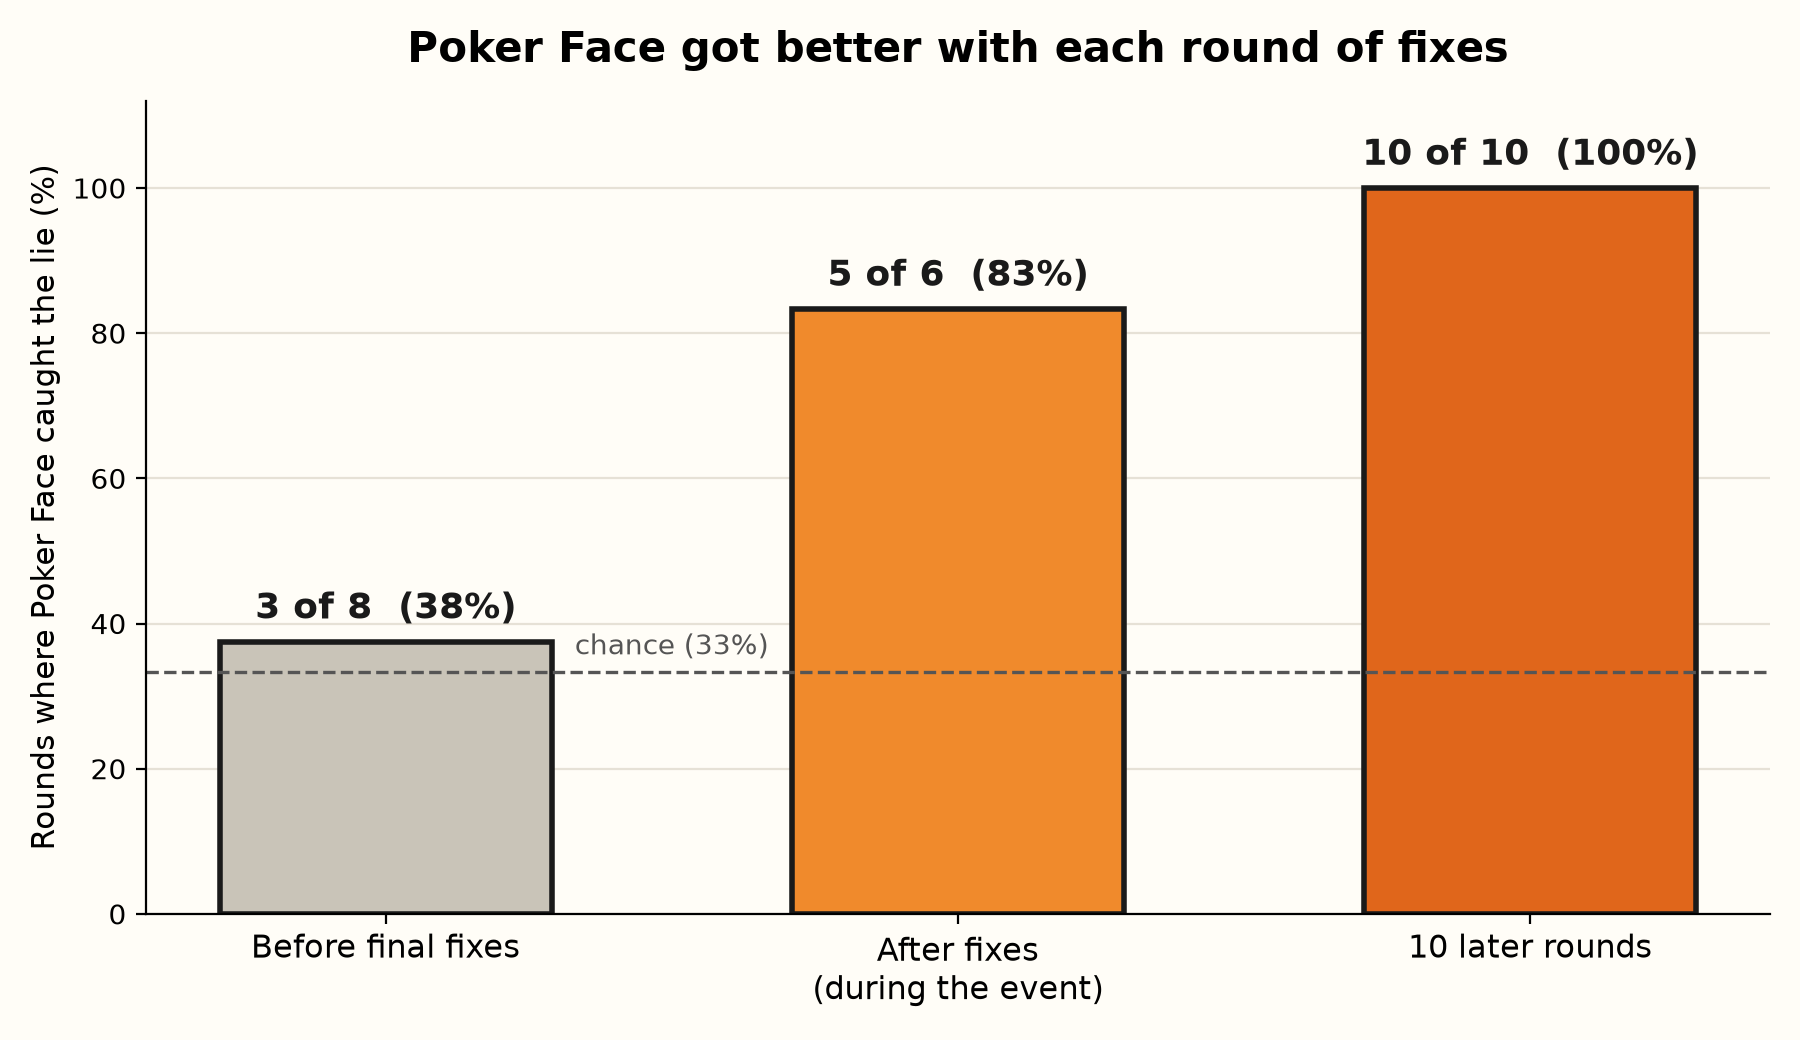 Poker Face got better with each round of fixes
Rounds where Poker Face caught the lie (%)
100
80
60
40
20
0
3 of 8 (38%)
chance (33%)
5 of 6 (83%)
10 of 10 (100%)
Before final fixes
After fixes
(during the event)
10 later rounds